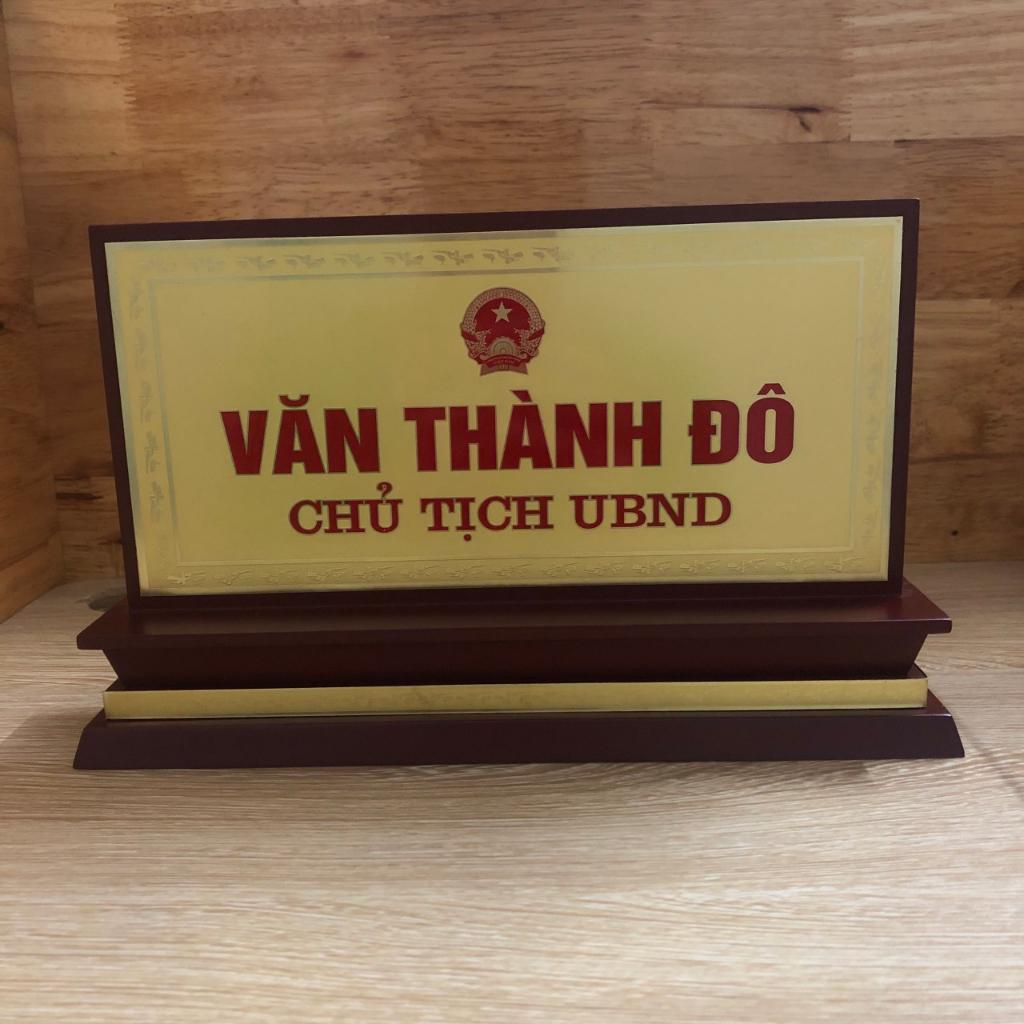 VĂN THÀNH ĐÔ
CHỦ TỊCH UBND